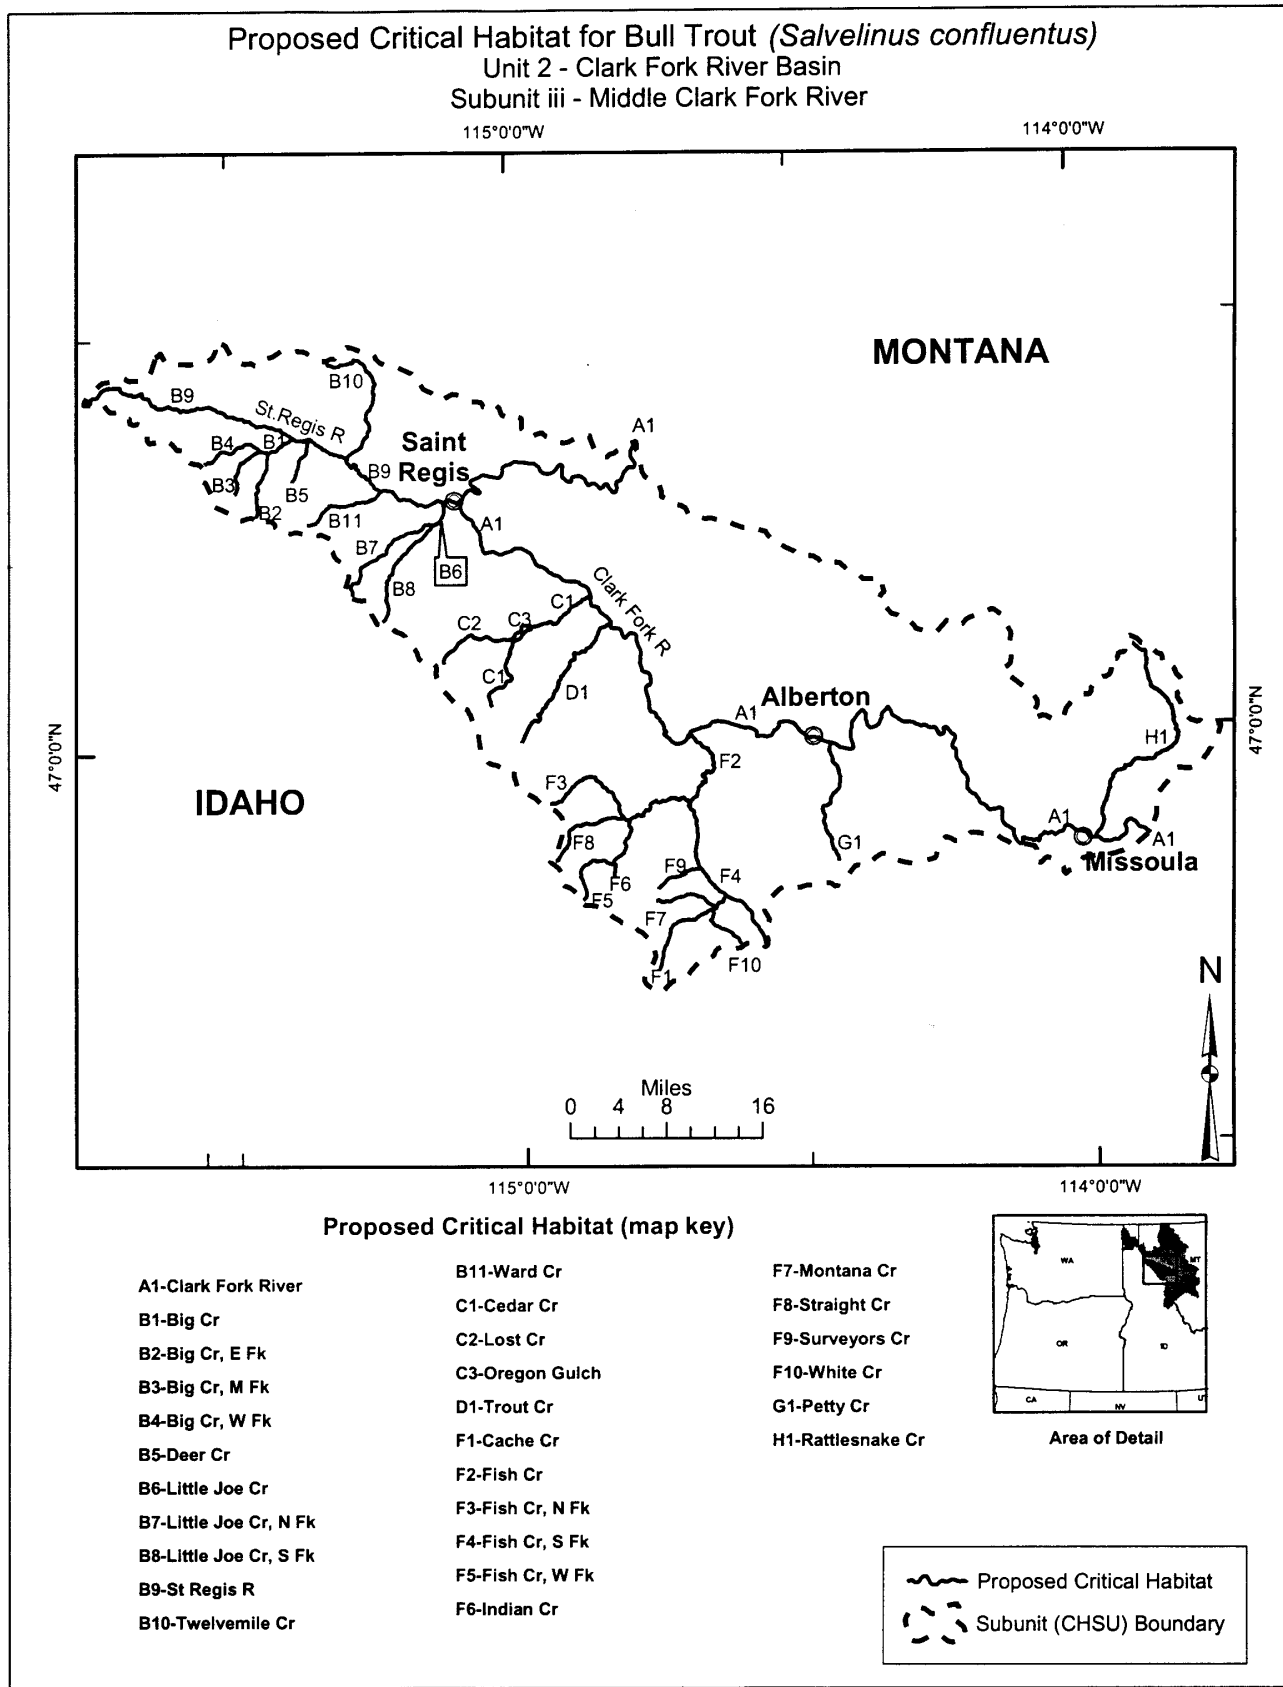 Proposed Critical Habitat for Bull Trout (Salvelinus confluentus)
Unit 2 - Clark Fork River Basin
Subunit iii - Middle Clark Fork River
115°0'0"W
114°0'0"W
MONTANA
B10
B9
St.Regis R
A1
B4
B1
Saint
Regis
B9
B3
B5
B2
B11
A1
B7
B6
B8
Clark Fork R
C1
C3
C2
C1
D1
Alberton
A1
H1
47°0'0"N
47°0'0"N
F2
F3
IDAHO
A1
A1
F8
G1
Missoula
F9
F6
F4
F5
F7
F1
F10
N
Miles
0 4 8 16
115°0'0"W
114°0'0"W
Proposed Critical Habitat (map key)
A1-Clark Fork River
B1-Big Cr
B2-Big Cr, E Fk
B3-Big Cr, M Fk
B4-Big Cr, W Fk
B5-Deer Cr
B6-Little Joe Cr
B7-Little Joe Cr, N Fk
B8-Little Joe Cr, S Fk
B9-St Regis R
B10-Twelvemile Cr
B11-Ward Cr
C1-Cedar Cr
C2-Lost Cr
C3-Oregon Gulch
D1-Trout Cr
F1-Cache Cr
F2-Fish Cr
F3-Fish Cr, N Fk
F4-Fish Cr, S Fk
F5-Fish Cr, W Fk
F6-Indian Cr
F7-Montana Cr
F8-Straight Cr
F9-Surveyors Cr
F10-White Cr
G1-Petty Cr
H1-Rattlesnake Cr
WA
MT
OR
ID
CA
NV
UT
Area of Detail
Proposed Critical Habitat
Subunit (CHSU) Boundary